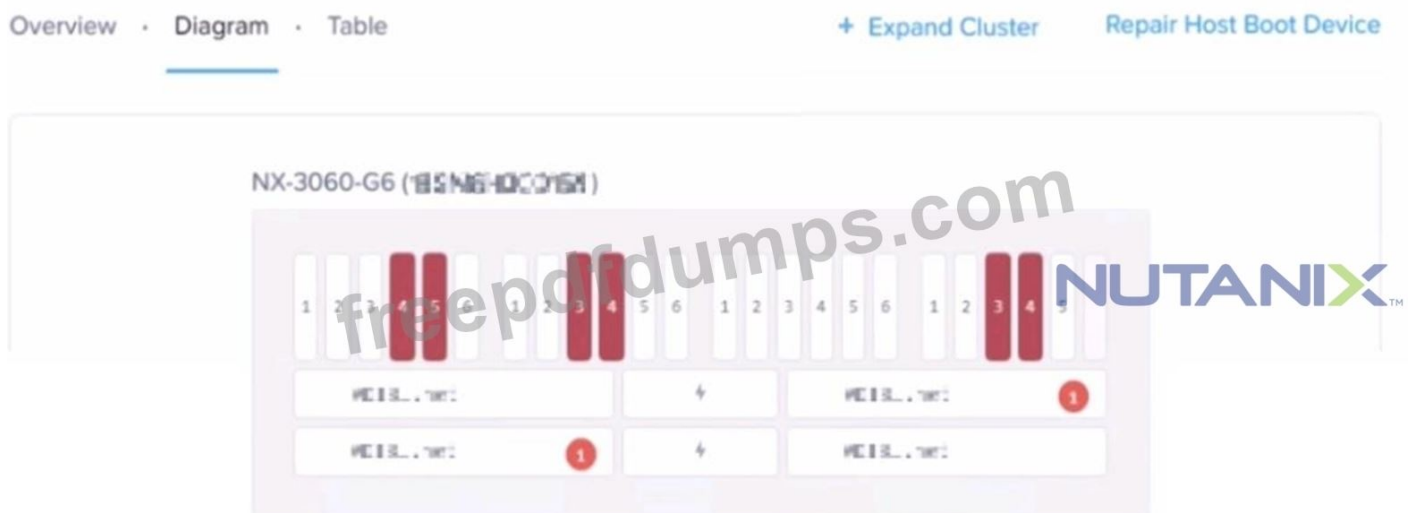 Overview · Diagram · Table + Expand Cluster Repair Host Boot Device
NX-3060-G6 ( )
freepdfdumps.com
NUTANIX TM
1 2 3 4 5 6 1 2 3 4 5 6 1 2 3 4 5 6 1 2 3 4 5
1
1